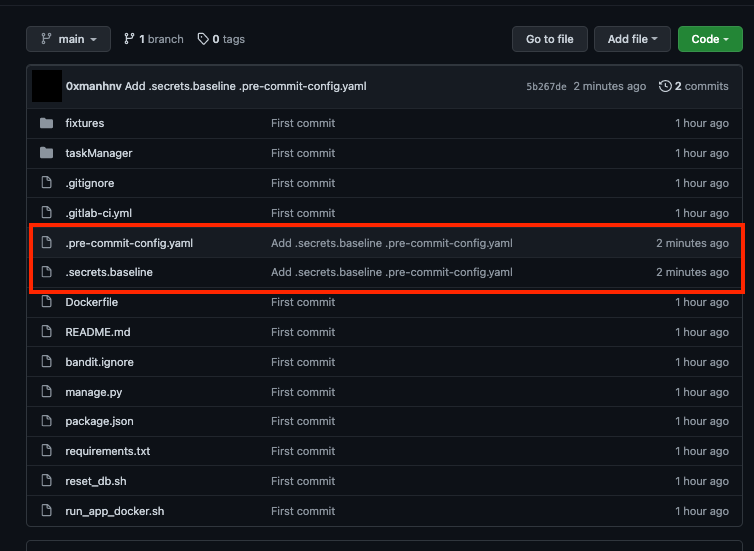 main 1 branch 0 tags Go to file Add file Code
0xmanhnv Add .secrets.baseline .pre-commit-config.yaml 5b267de 2 minutes ago 2 commits
fixtures First commit 1 hour ago
taskManager First commit 1 hour ago
.gitignore First commit 1 hour ago
.gitlab-ci.yml First commit 1 hour ago
.pre-commit-config.yaml Add .secrets.baseline .pre-commit-config.yaml 2 minutes ago
.secrets.baseline Add .secrets.baseline .pre-commit-config.yaml 2 minutes ago
Dockerfile First commit 1 hour ago
README.md First commit 1 hour ago
bandit.ignore First commit 1 hour ago
manage.py First commit 1 hour ago
package.json First commit 1 hour ago
requirements.txt First commit 1 hour ago
reset_db.sh First commit 1 hour ago
run_app_docker.sh First commit 1 hour ago